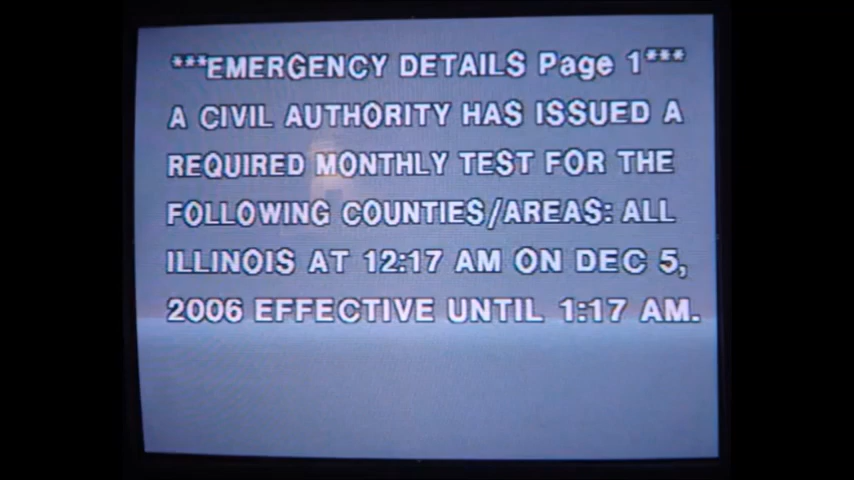 ***EMERGENCY DETAILS Page 1***
A CIVIL AUTHORITY HAS ISSUED A
REQUIRED MONTHLY TEST FOR THE
FOLLOWING COUNTIES/AREAS: ALL
ILLINOIS AT 12:17 AM ON DEC 5,
2006 EFFECTIVE UNTIL 1:17 AM.